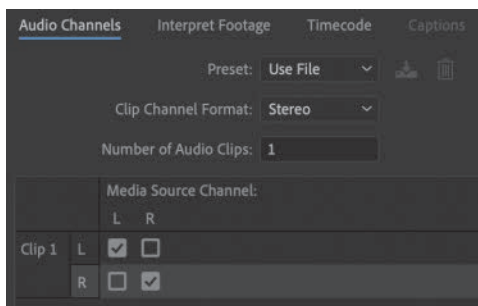 Audio Channels Interpret Footage Timecode Captions
Preset: Use File
Clip Channel Format: Stereo
Number of Audio Clips: 1
Media Source Channel:
L R
Clip 1 L
R